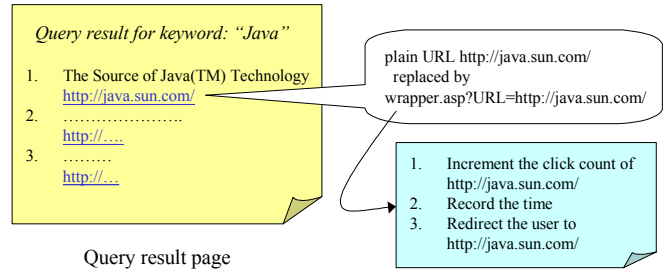 Query result for keyword: “Java”
1. The Source of Java(TM) Technology
http://java.sun.com/
2. ………………….
http://….
3. ………
http://…
Query result page
plain URL http://java.sun.com/
replaced by
wrapper.asp?URL=http://java.sun.com/
1. Increment the click count of
http://java.sun.com/
2. Record the time
3. Redirect the user to
http://java.sun.com/